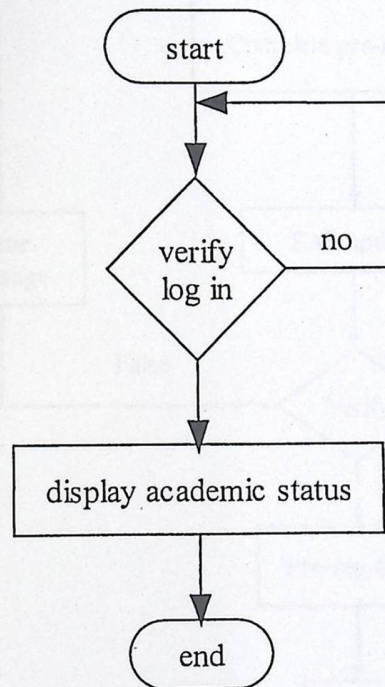 start
verify
log in
no
display academic status
end